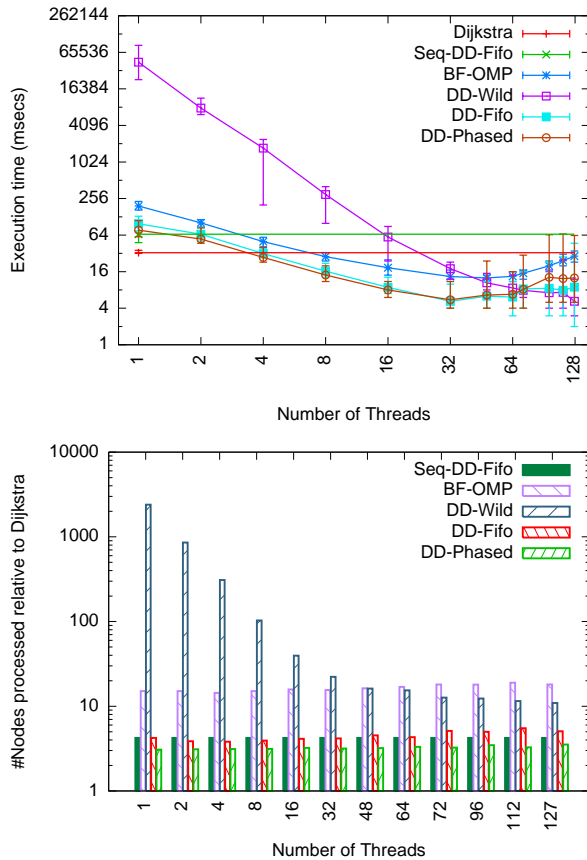 262144
65536
16384
4096
1024
256
64
16
4
1
Execution time (msecs)
Dijkstra
Seq-DD-Fifo
BF-OMP
DD-Wild
DD-Fifo
DD-Phased
1
2
4
8
16
32
64
128
Number of Threads
10000
1000
100
10
1
#Nodes processed relative to Dijkstra
Seq-DD-Fifo
BF-OMP
DD-Wild
DD-Fifo
DD-Phased
1
2
4
8
16
32
48
64
72
96
112
127
Number of Threads